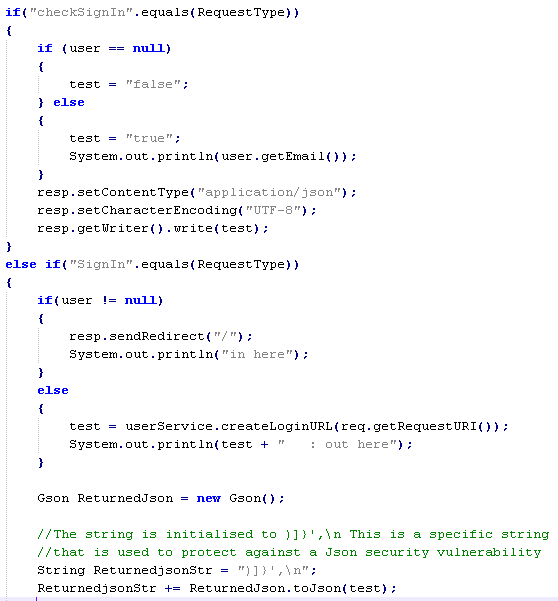 if("checkSignIn".equals(RequestType))
{
if (user == null)
{
test = "false";
} else
{
test = "true";
System.out.println(user.getEmail());
}
resp.setContentType("application/json");
resp.setCharacterEncoding("UTF-8");
resp.getWriter().write(test);
}
else if("SignIn".equals(RequestType))
{
if(user != null)
{
resp.sendRedirect("/");
System.out.println("in here");
}
else
{
test = userService.createLoginURL(req.getRequestURI());
System.out.println(test + "   : out here");
}
Gson ReturnedJson = new Gson();
//The string is initialised to )]}',\n This is a specific string
//that is used to protect against a Json security vulnerability
String ReturnedjsonStr = ")]}',\n";
ReturnedjsonStr += ReturnedJson.toJson(test);